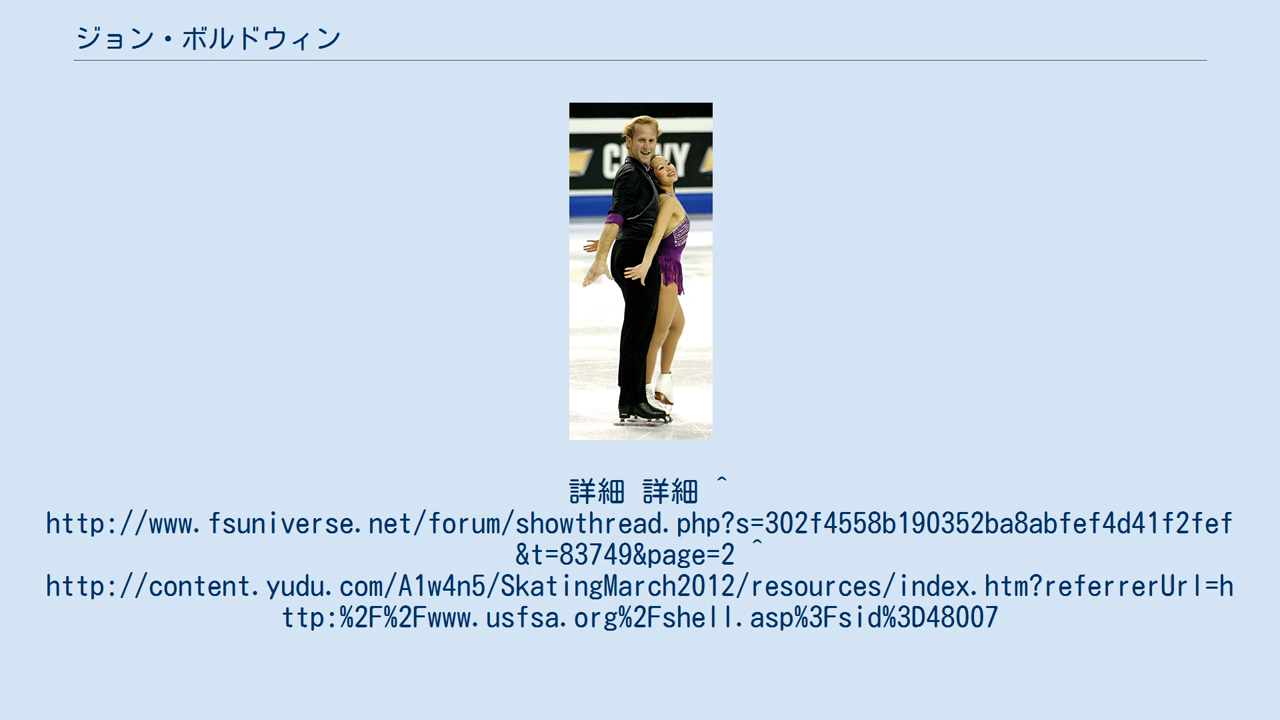 ジョン・ボルドウィン
詳細 詳細 ^
http://www.fsuniverse.net/forum/showthread.php?s=302f4558b190352ba8abfef4d41f2fef
&t=83749&page=2 ^
http://content.yudu.com/A1w4n5/SkatingMarch2012/resources/index.htm?referrerUrl=h
ttp:%2F%2Fwww.usfsa.org%2Fshell.asp%3Fsid%3D48007